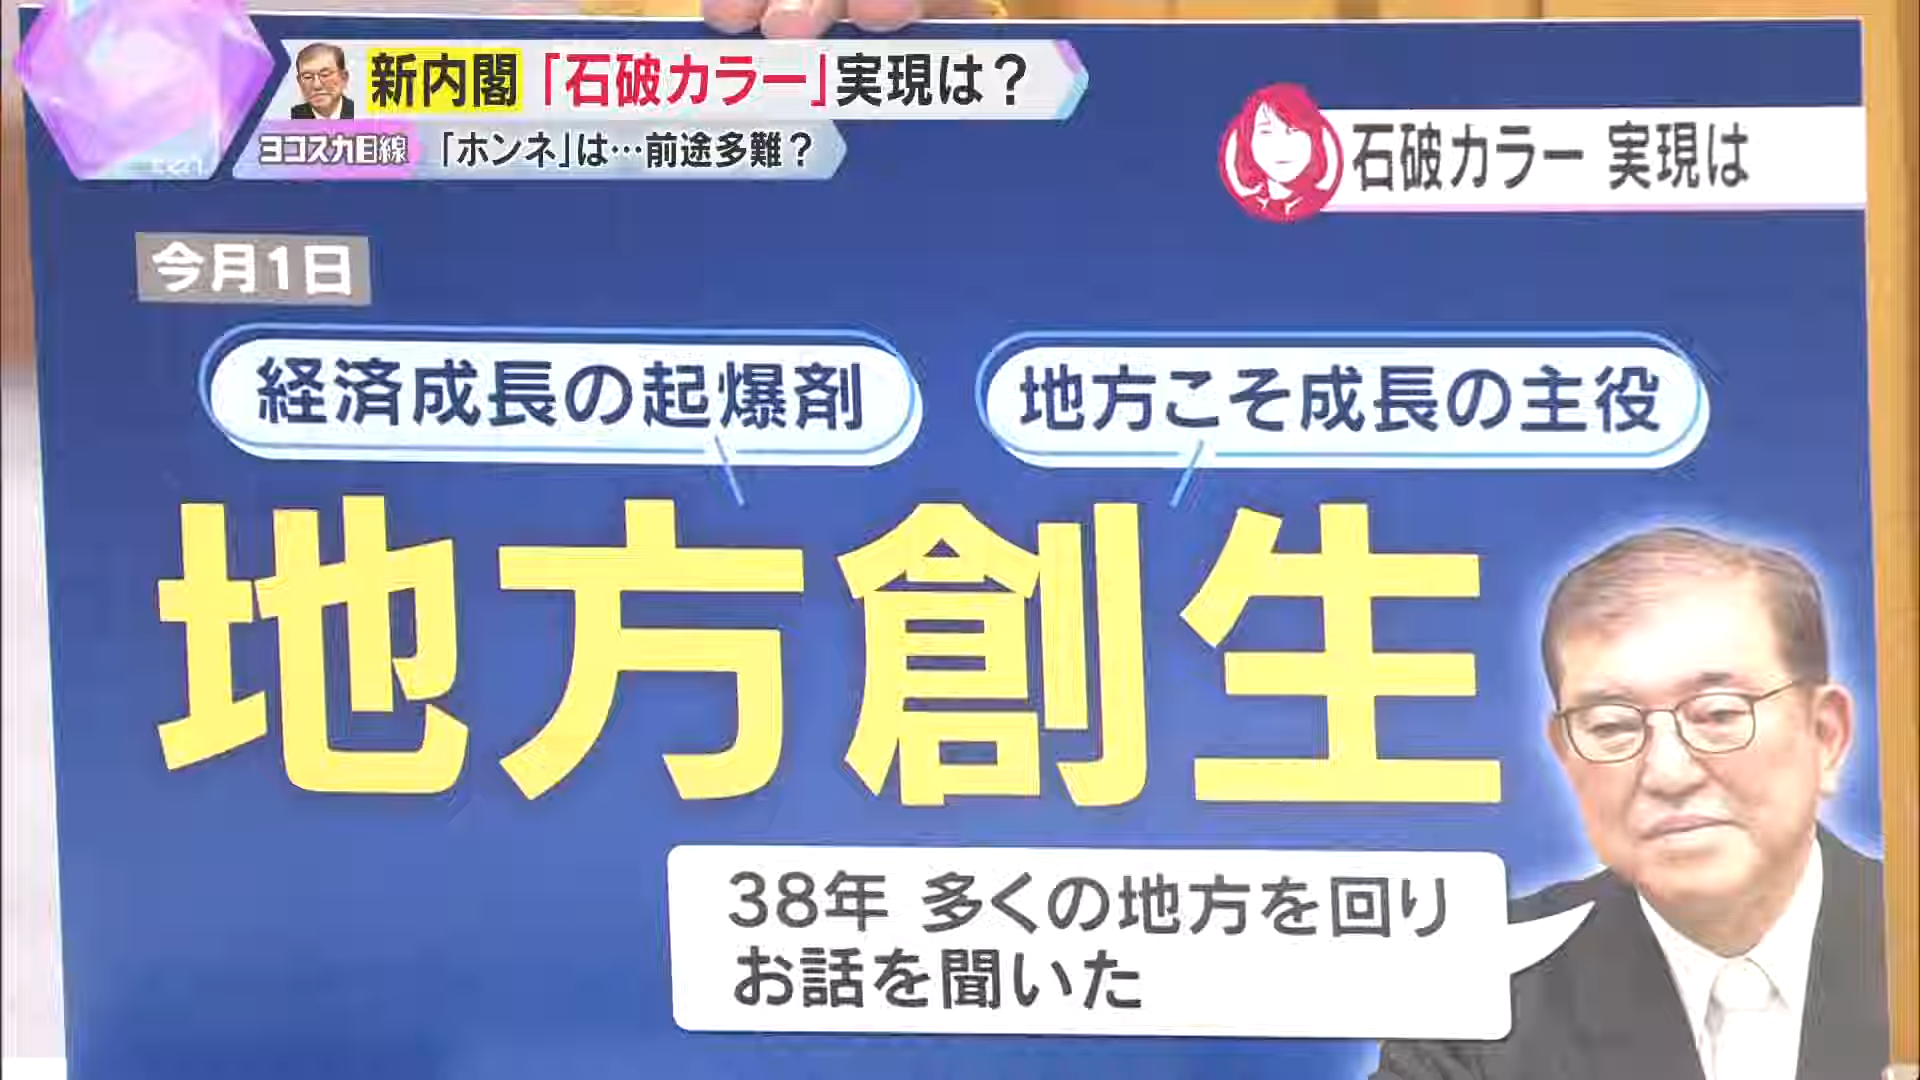 新内閣「石破カラー」実現は？
ヨコスカ目線
「ホンネ」は…前途多難？
石破カラー 実現は
今月1日
経済成長の起爆剤
地方こそ成長の主役
地方創生
38年 多くの地方を回り
お話を聞いた